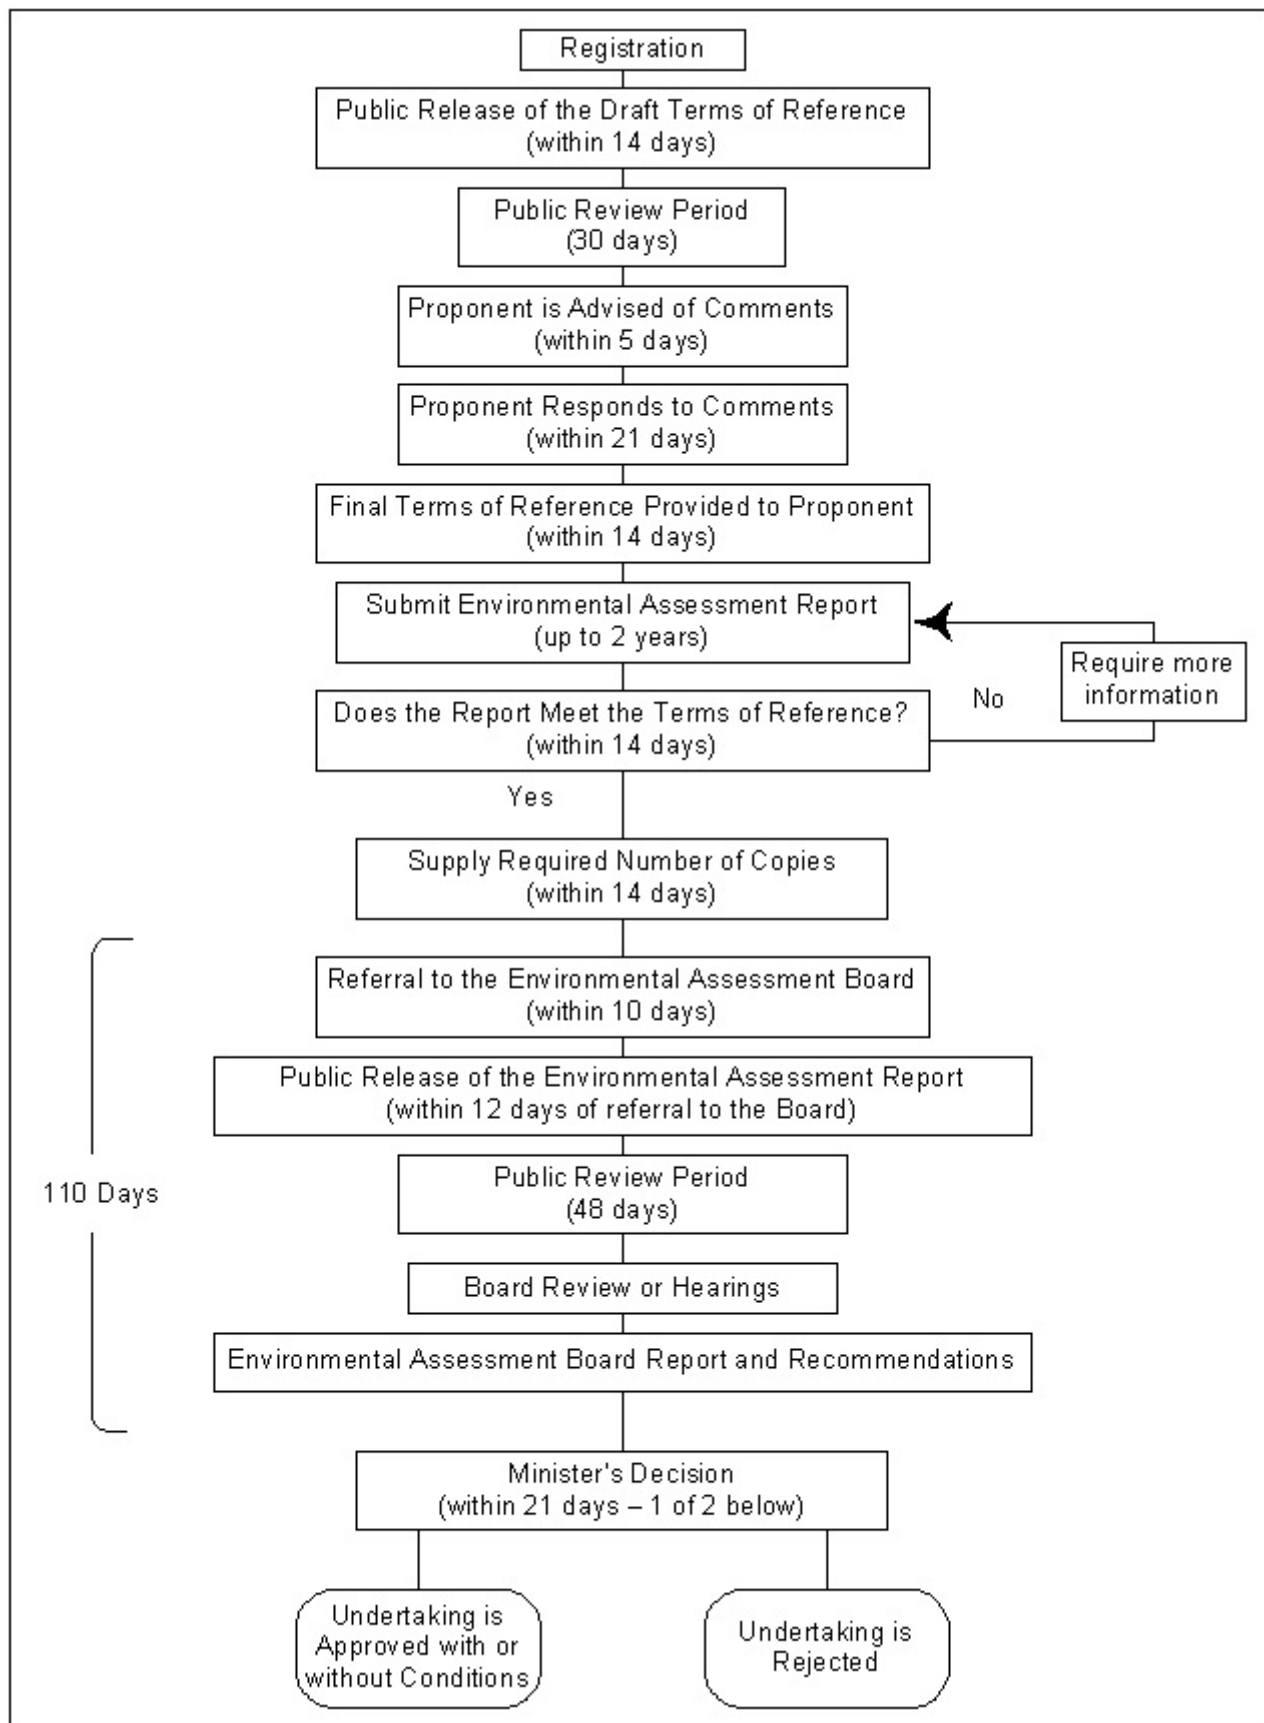 Registration
Public Release of the Draft Terms of Reference
(within 14 days)
Public Review Period
(30 days)
Proponent is Advised of Comments
(within 5 days)
Proponent Responds to Comments
(within 21 days)
Final Terms of Reference Provided to Proponent
(within 14 days)
Submit Environmental Assessment Report
(up to 2 years)
Require more
information
Does the Report Meet the Terms of Reference?
(within 14 days)
No
Yes
Supply Required Number of Copies
(within 14 days)
Referral to the Environmental Assessment Board
(within 10 days)
Public Release of the Environmental Assessment Report
(within 12 days of referral to the Board)
110 Days
Public Review Period
(48 days)
Board Review or Hearings
Environmental Assessment Board Report and Recommendations
Minister's Decision
(within 21 days – 1 of 2 below)
Undertaking is
Approved with or
without Conditions
Undertaking is
Rejected